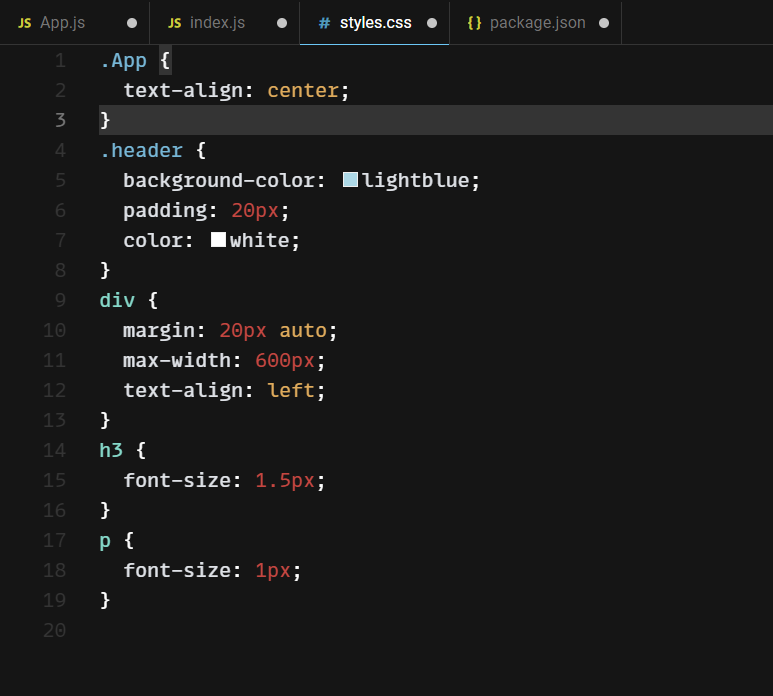 JS App.js
JS index.js
# styles.css
{} package.json
1 .App {
2   text-align: center;
3 }
4 .header {
5   background-color: lightblue;
6   padding: 20px;
7   color: white;
8 }
9 div {
10   margin: 20px auto;
11   max-width: 600px;
12   text-align: left;
13 }
14 h3 {
15   font-size: 1.5px;
16 }
17 p {
18   font-size: 1px;
19 }
20